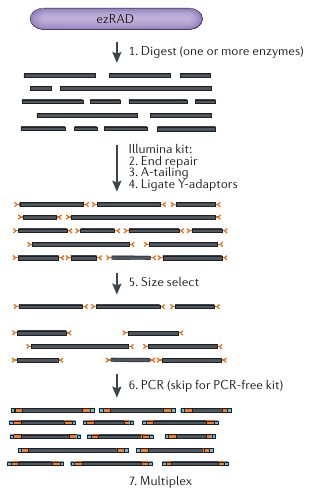 ezRAD
1. Digest (one or more enzymes)
Illumina kit:
2. End repair
3. A-tailing
4. Ligate Y-adaptors
5. Size select
6. PCR (skip for PCR-free kit)
7. Multiplex